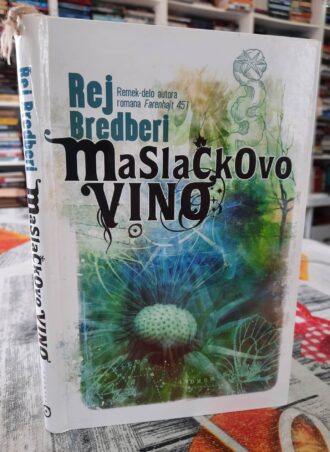 Rej Bredberi
MaSlaČkOvo VINO
Rej
Bredberi
Remek-delo autora
romana Farenhajt 451
MaSlaČkOvo
VINO